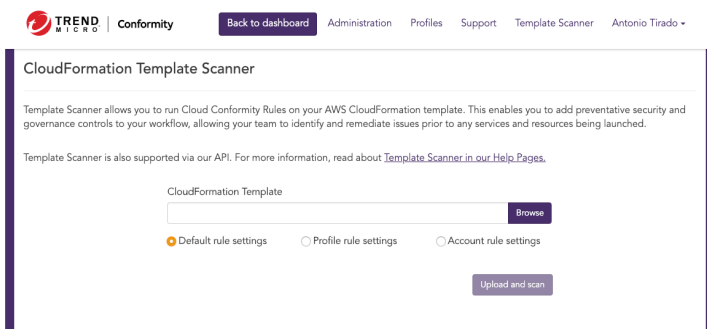 TREND MICRO | Conformity Back to dashboard Administration Profiles Support Template Scanner Antonio Tirado
CloudFormation Template Scanner
Template Scanner allows you to run Cloud Conformity Rules on your AWS CloudFormation template. This enables you to add preventative security and
governance controls to your workflow, allowing your team to identify and remediate issues prior to any services and resources being launched.
Template Scanner is also supported via our API. For more information, read about Template Scanner in our Help Pages.
CloudFormation Template
Browse
Default rule settings Profile rule settings Account rule settings
Upload and scan